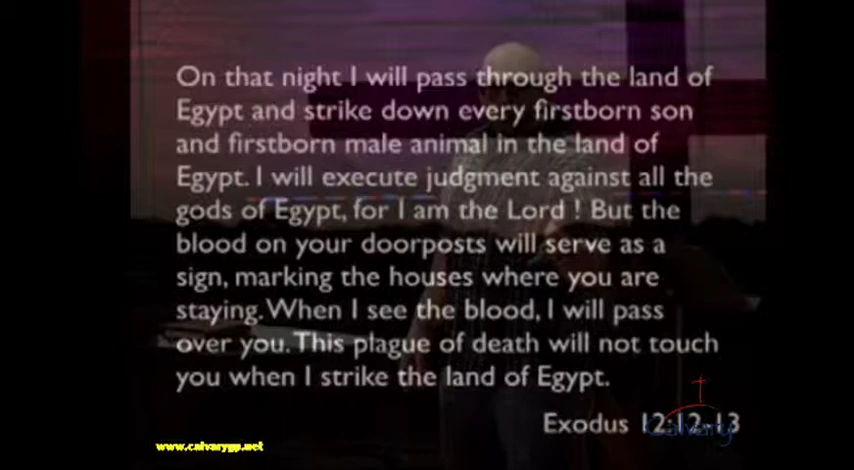 On that night I will pass through the land of
Egypt and strike down every firstborn son
and firstborn male animal in the land of
Egypt. I will execute judgment against all the
gods of Egypt, for I am the Lord ! But the
blood on your doorposts will serve as a
sign, marking the houses where you are
staying. When I see the blood, I will pass
over you. This plague of death will not touch
you when I strike the land of Egypt.
Exodus 12:12-13
Calvary
www.calvarygp.net